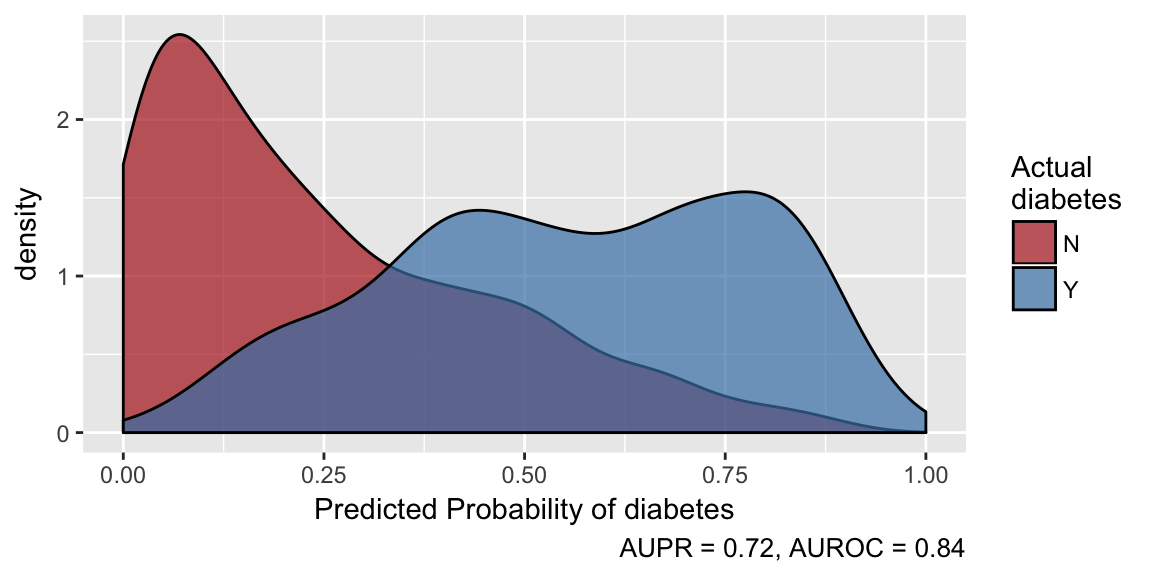 density
2
1
0
0.00 0.25 0.50 0.75 1.00
Predicted Probability of diabetes
AUPR = 0.72, AUROC = 0.84
Actual
diabetes
N
Y